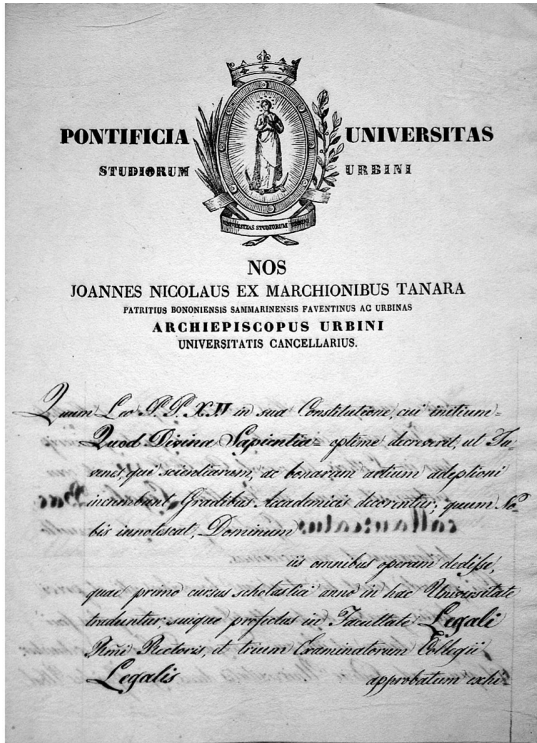 PONTIFICIA UNIVERSITAS
STUDIORUM URBINI
NOS
JOANNES NICOLAUS EX MARCHIONIBUS TANARA
PATRITIUS BONONIENSIS SAMMARINENSIS FAVENTINUS AC URBINAS
ARCHIEPISCOPUS URBINI
UNIVERSITATIS CANCELLARIUS.
Quum Leo P. P. XII in sua Constitutione, cui initium=
Quod Divina Sapientia= optime decreverit, ut Ju=
venes, qui scientiarum, ac bonarum artium adeptioni
incumbunt, Gradibus Academicis decorentur; quum No=
bis innotescat, Dominum
iis omnibus operam dedisse,
quae primo cursus scholastici anno in hac Universitate
traduntur, suique profectus in Facultate Legali
Rmi Rectoris, et trium Examinatorum Collegii
Legalis approbatum exhi=